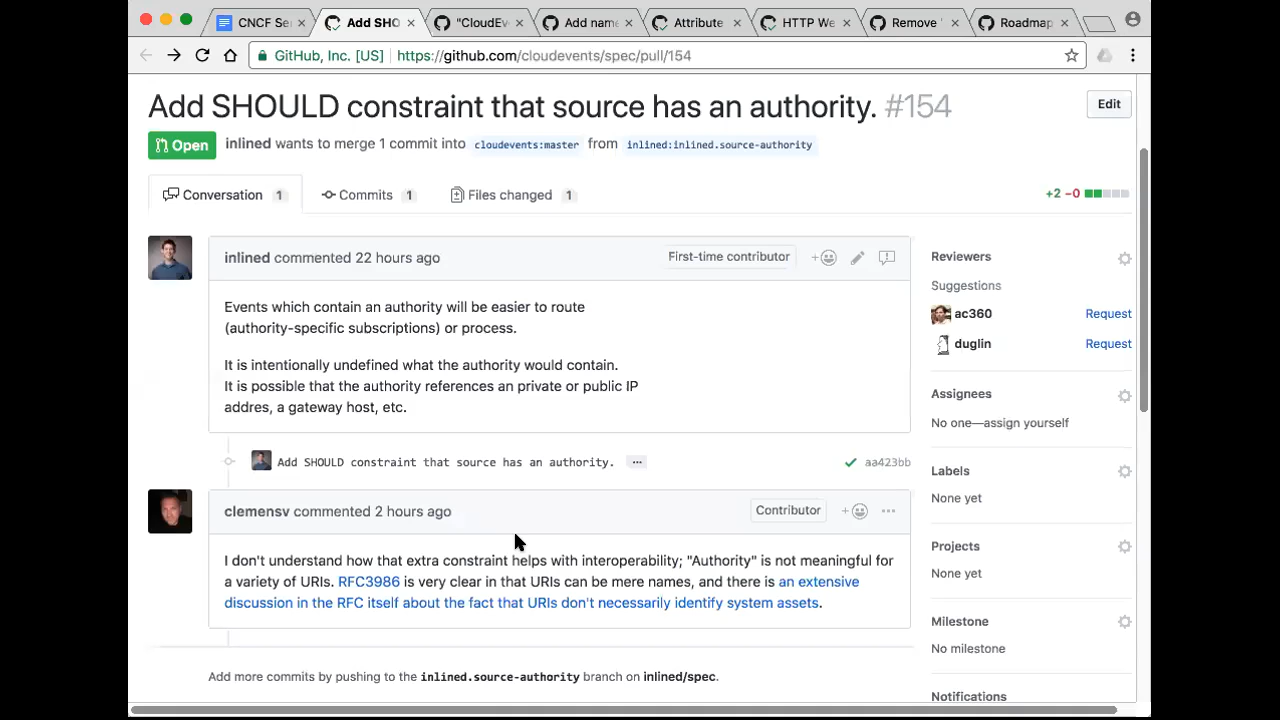 CNCF Se
Add SHO
"CloudEv
Add name
Attribute
HTTP We
Remove
Roadmap
GitHub, Inc. [US]
https://github.com/cloudevents/spec/pull/154
Add SHOULD constraint that source has an authority. #154
Edit
Open
inlined wants to merge 1 commit into cloudevents:master from inlined:inlined.source-authority
Conversation 1
Commits 1
Files changed 1
+2 −0
inlined commented 22 hours ago
First-time contributor
Events which contain an authority will be easier to route
(authority-specific subscriptions) or process.
It is intentionally undefined what the authority would contain.
It is possible that the authority references an private or public IP
addres, a gateway host, etc.
Add SHOULD constraint that source has an authority.
aa423bb
clemensv commented 2 hours ago
Contributor
I don't understand how that extra constraint helps with interoperability; "Authority" is not meaningful for
a variety of URIs. RFC3986 is very clear in that URIs can be mere names, and there is an extensive
discussion in the RFC itself about the fact that URIs don't necessarily identify system assets.
Add more commits by pushing to the inlined.source-authority branch on inlined/spec.
Reviewers
Suggestions
ac360
Request
duglin
Request
Assignees
No one—assign yourself
Labels
None yet
Projects
None yet
Milestone
No milestone
Notifications